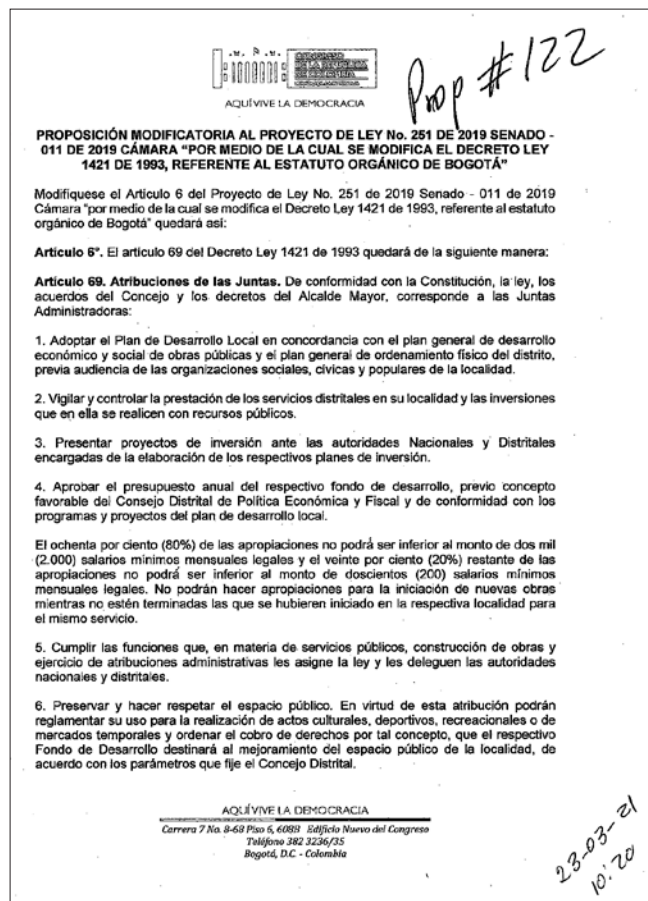 CONGRESO
DE LA REPÚBLICA
DE COLOMBIA
AQUÍ VIVE LA DEMOCRACIA
Prop # 122
PROPOSICIÓN MODIFICATORIA AL PROYECTO DE LEY No. 251 DE 2019 SENADO -
011 DE 2019 CÁMARA “POR MEDIO DE LA CUAL SE MODIFICA EL DECRETO LEY
1421 DE 1993, REFERENTE AL ESTATUTO ORGÁNICO DE BOGOTÁ”
Modifíquese el Artículo 6 del Proyecto de Ley No. 251 de 2019 Senado - 011 de 2019
Cámara “por medio de la cual se modifica el Decreto Ley 1421 de 1993, referente al estatuto
orgánico de Bogotá” quedará así:
Artículo 6°. El artículo 69 del Decreto Ley 1421 de 1993 quedará de la siguiente manera:
Artículo 69. Atribuciones de las Juntas. De conformidad con la Constitución, la ley, los
acuerdos del Concejo y los decretos del Alcalde Mayor, corresponde a las Juntas
Administradoras:
1. Adoptar el Plan de Desarrollo Local en concordancia con el plan general de desarrollo
económico y social de obras públicas y el plan general de ordenamiento físico del distrito,
previa audiencia de las organizaciones sociales, cívicas y populares de la localidad.
2. Vigilar y controlar la prestación de los servicios distritales en su localidad y las inversiones
que en ella se realicen con recursos públicos.
3. Presentar proyectos de inversión ante las autoridades Nacionales y Distritales
encargadas de la elaboración de los respectivos planes de inversión.
4. Aprobar el presupuesto anual del respectivo fondo de desarrollo, previo concepto
favorable del Consejo Distrital de Política Económica y Fiscal y de conformidad con los
programas y proyectos del plan de desarrollo local.
El ochenta por ciento (80%) de las apropiaciones no podrá ser inferior al monto de dos mil
(2.000) salarios mínimos mensuales legales y el veinte por ciento (20%) restante de las
apropiaciones no podrá ser inferior al monto de doscientos (200) salarios mínimos
mensuales legales. No podrán hacer apropiaciones para la iniciación de nuevas obras
mientras no estén terminadas las que se hubieren iniciado en la respectiva localidad para
el mismo servicio.
5. Cumplir las funciones que, en materia de servicios públicos, construcción de obras y
ejercicio de atribuciones administrativas les asigne la ley y les deleguen las autoridades
nacionales y distritales.
6. Preservar y hacer respetar el espacio público. En virtud de esta atribución podrán
reglamentar su uso para la realización de actos culturales, deportivos, recreacionales o de
mercados temporales y ordenar el cobro de derechos por tal concepto, que el respectivo
Fondo de Desarrollo destinará al mejoramiento del espacio público de la localidad, de
acuerdo con los parámetros que fije el Concejo Distrital.
AQUÍ VIVE LA DEMOCRACIA
Carrera 7 No. 8-68 Piso 6, 608B Edificio Nuevo del Congreso
Teléfono 382 3236/35
Bogotá, D.C. - Colombia
23-03-21
10:20